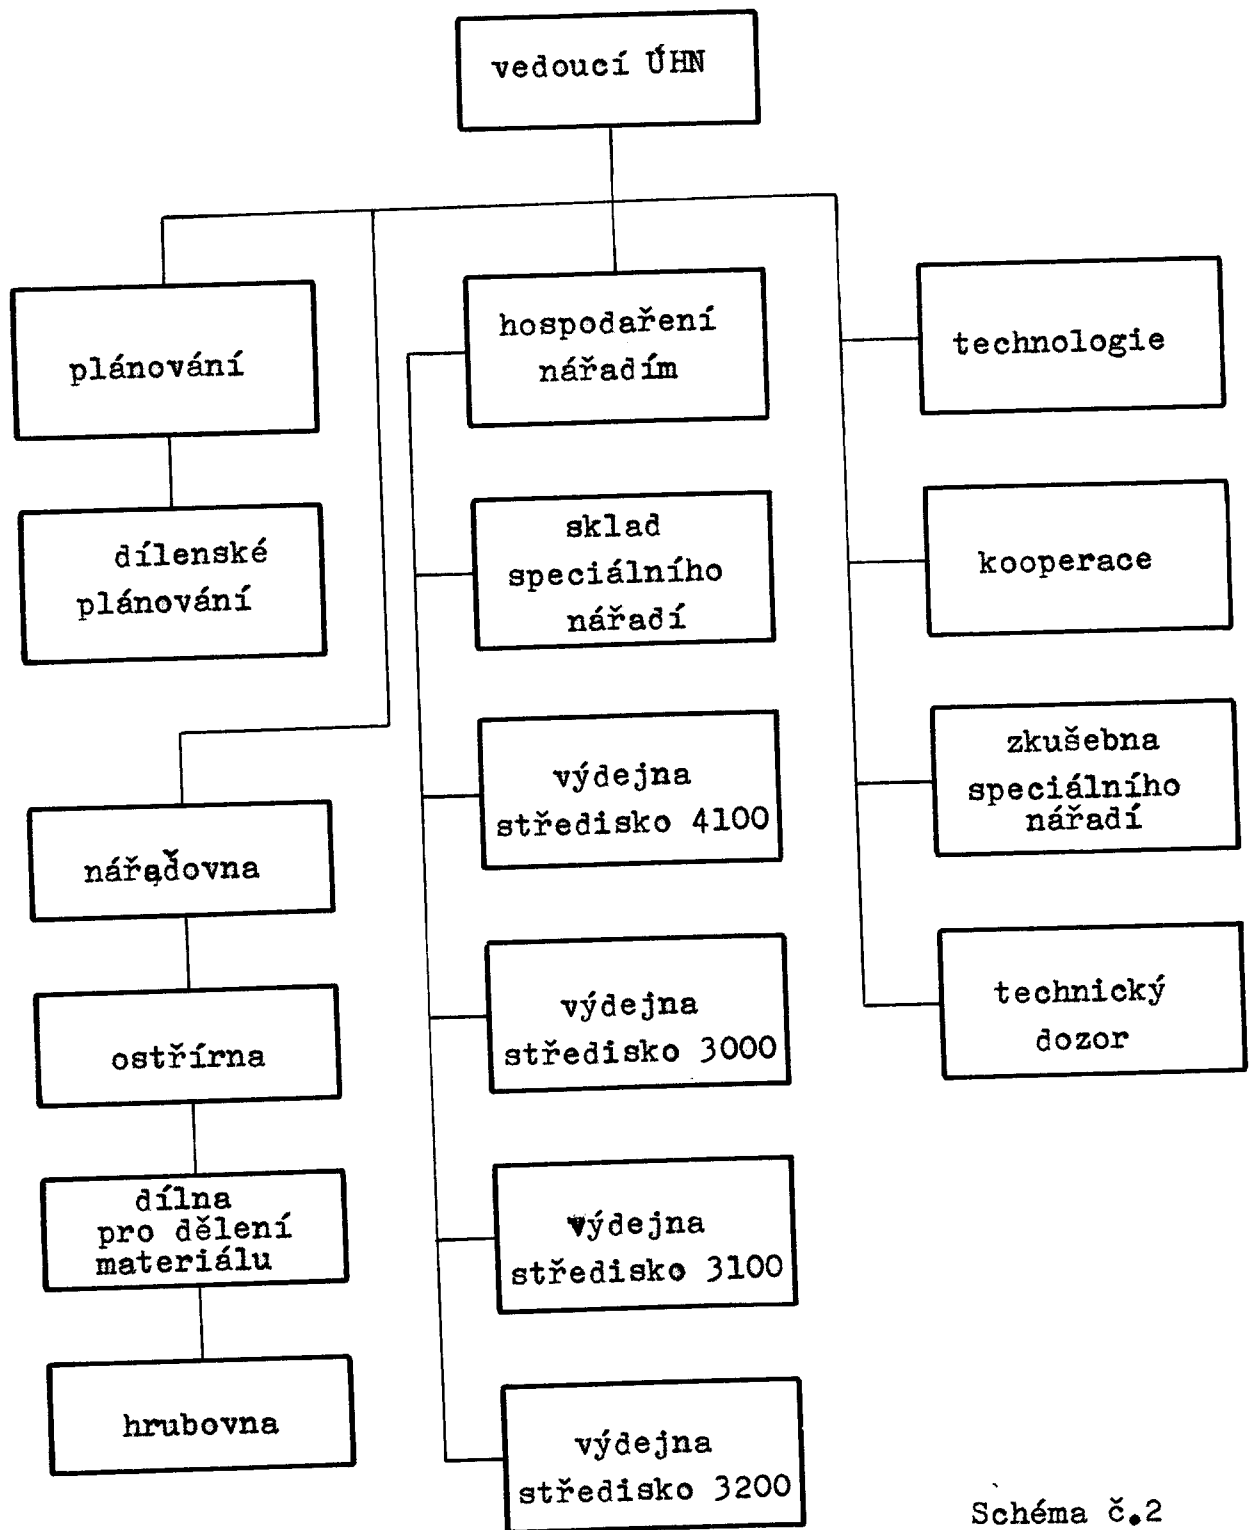 vedoucí ÚHN
plánování
dílenské
plánování
nářaďovna
ostřírna
dílna
pro dělení
materiálu
hrubovna
hospodaření
nářadím
sklad
speciálního
nářadí
výdejna
středisko 4100
výdejna
středisko 3000
výdejna
středisko 3100
výdejna
středisko 3200
technologie
kooperace
zkušebna
speciálního
nářadí
technický
dozor
Schéma č.2